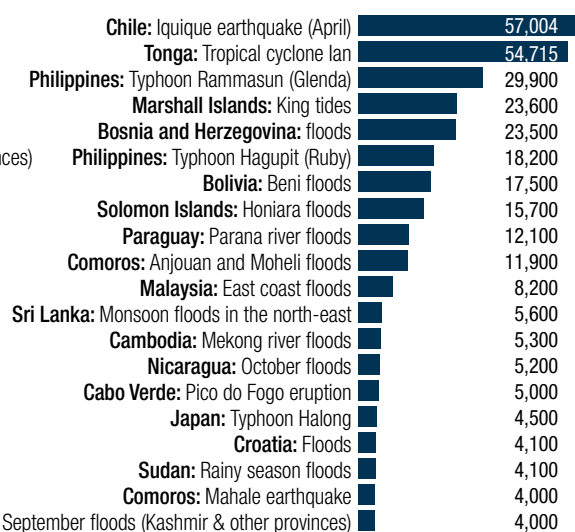 Chile: Iquique earthquake (April) 57,004
Tonga: Tropical cyclone Ian 54,715
Philippines: Typhoon Rammasun (Glenda) 29,900
Marshall Islands: King tides 23,600
Bosnia and Herzegovina: floods 23,500
Philippines: Typhoon Hagupit (Ruby) 18,200
Bolivia: Beni floods 17,500
Solomon Islands: Honiara floods 15,700
Paraguay: Parana river floods 12,100
Comoros: Anjouan and Moheli floods 11,900
Malaysia: East coast floods 8,200
Sri Lanka: Monsoon floods in the north-east 5,600
Cambodia: Mekong river floods 5,300
Nicaragua: October floods 5,200
Cabo Verde: Pico do Fogo eruption 5,000
Japan: Typhoon Halong 4,500
Croatia: Floods 4,100
Sudan: Rainy season floods 4,100
Comoros: Mahale earthquake 4,000
September floods (Kashmir & other provinces) 4,000